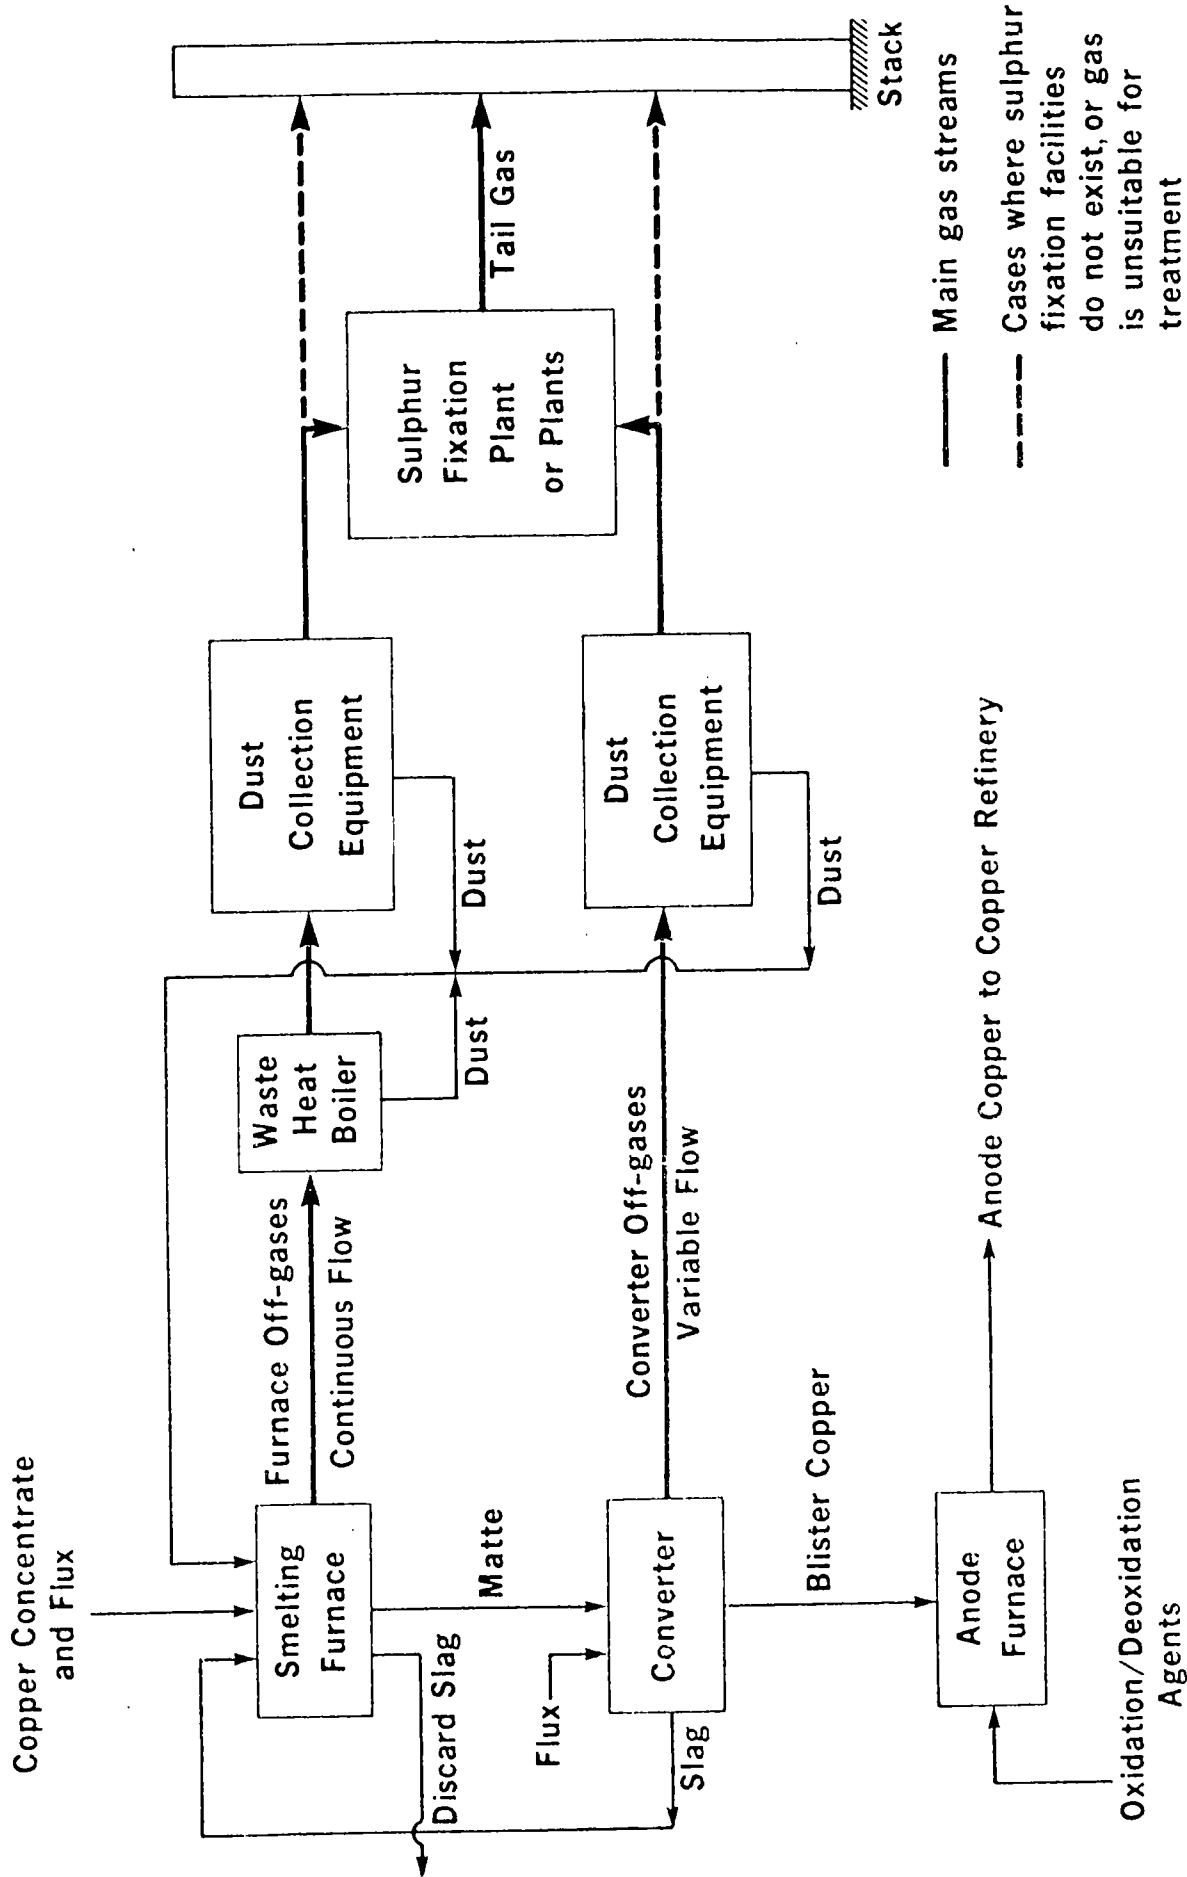 Copper Concentrate
and Flux
Smelting
Furnace
Furnace Off-gases
Continuous Flow
Waste
Heat
Boiler
Dust
Dust
Collection
Equipment
Dust
Discard Slag
Matte
Flux
Converter
Slag
Converter Off-gases
Variable Flow
Dust
Collection
Equipment
Dust
Sulphur
Fixation
Plant
or Plants
Tail Gas
Stack
Blister Copper
Anode
Furnace
Oxidation/Deoxidation
Agents
Anode Copper to Copper Refinery
Main gas streams
Cases where sulphur
fixation facilities
do not exist, or gas
is unsuitable for
treatment